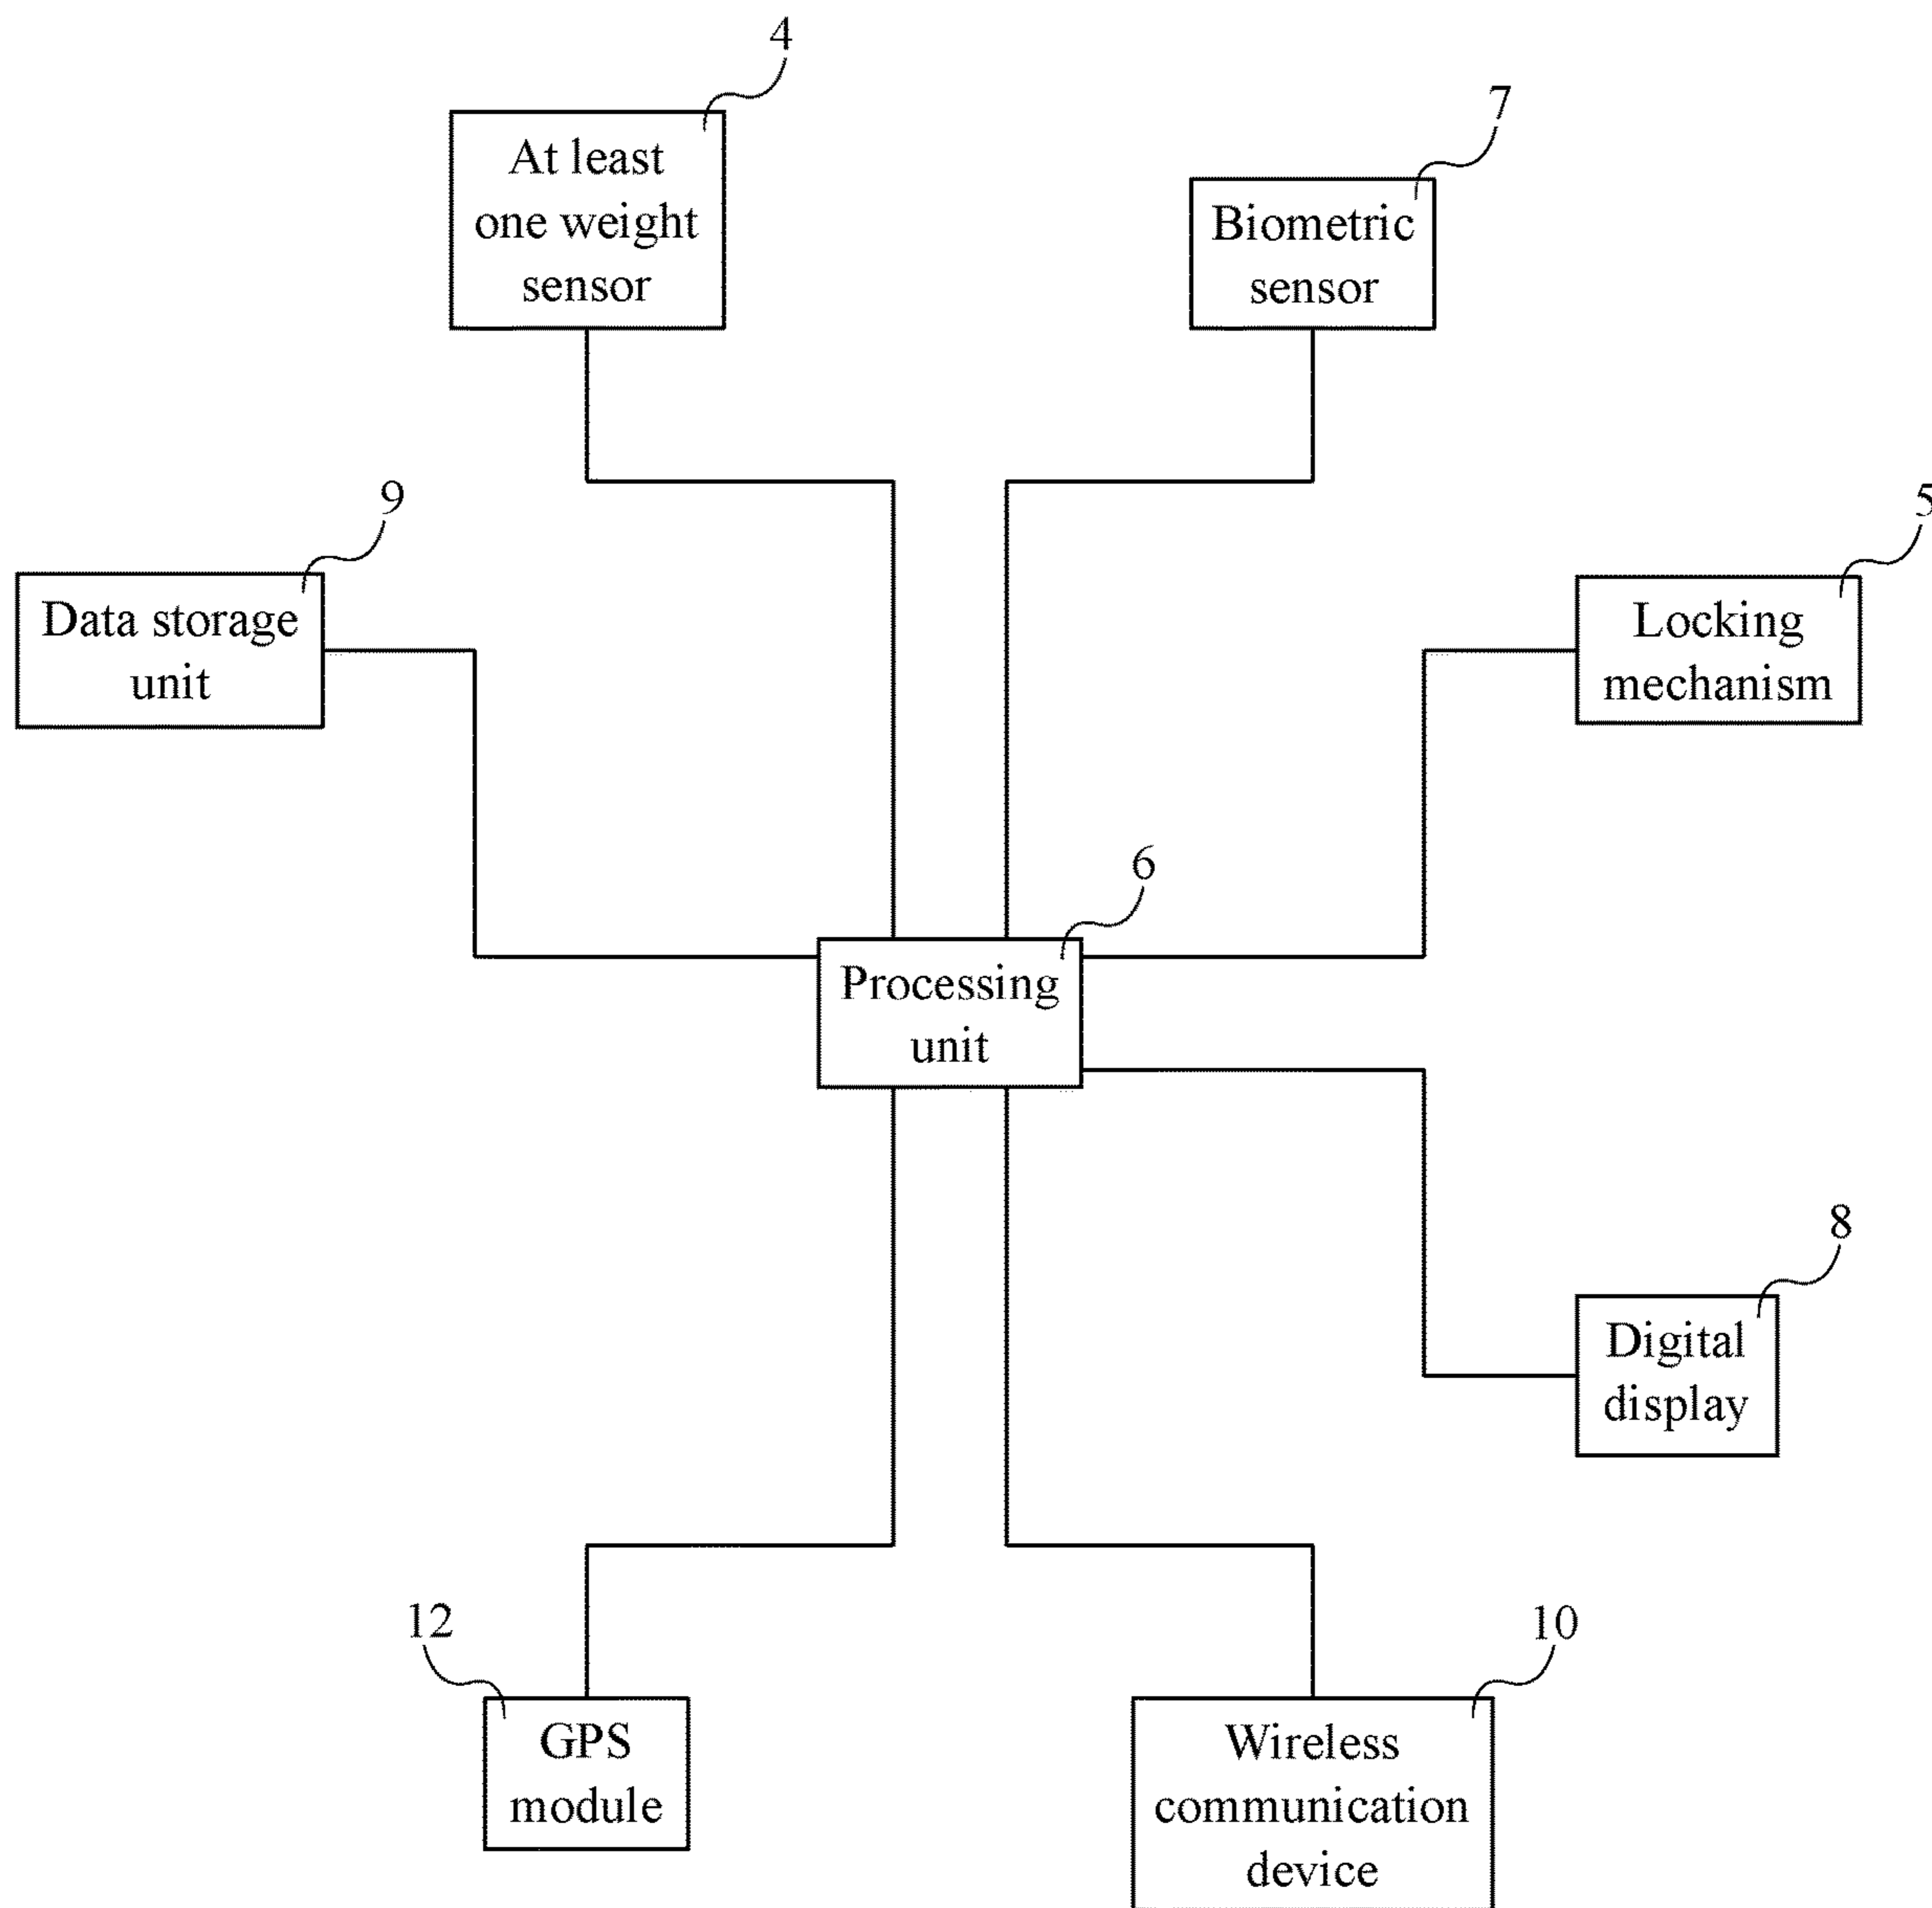 4
At least
one weight
sensor
7
Biometric
sensor
9
Data storage
unit
5
Locking
mechanism
6
Processing
unit
8
Digital
display
12
GPS
module
10
Wireless
communication
device